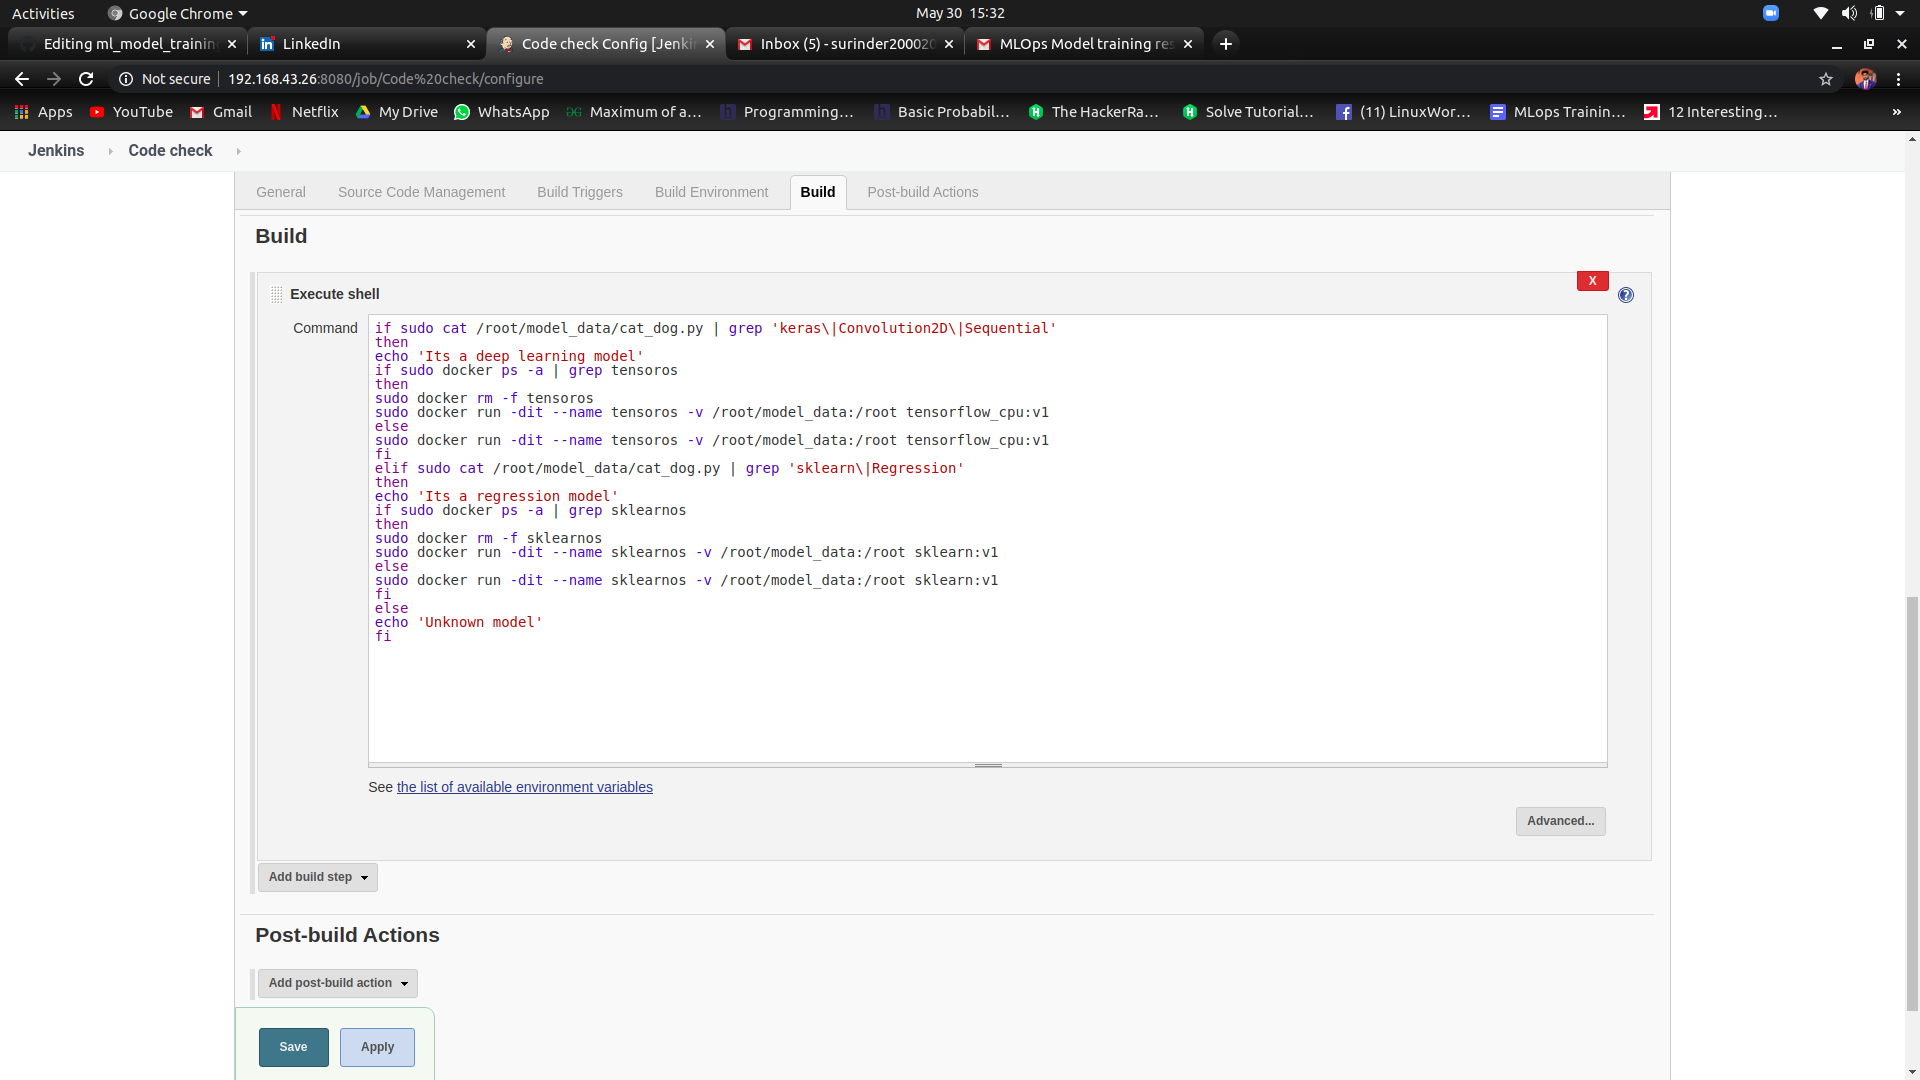 Activities
Google Chrome
May 30 15:32
Editing ml_model_trainin
LinkedIn
Code check Config [Jenki
Inbox (5) - surinder200020
MLOps Model training res
Not secure
192.168.43.26:8080/job/Code%20check/configure
Apps
YouTube
Gmail
Netflix
My Drive
WhatsApp
Maximum of a...
Programming...
Basic Probabil...
The HackerRa...
Solve Tutorial...
(11) LinuxWor...
MLops Trainin...
12 Interesting...
»
Jenkins
Code check
General
Source Code Management
Build Triggers
Build Environment
Build
Post-build Actions
Build
X
Execute shell
?
Command
if sudo cat /root/model_data/cat_dog.py | grep 'keras\|Convolution2D\|Sequential'
then
echo 'Its a deep learning model'
if sudo docker ps -a | grep tensoros
then
sudo docker rm -f tensoros
sudo docker run -dit --name tensoros -v /root/model_data:/root tensorflow_cpu:v1
else
sudo docker run -dit --name tensoros -v /root/model_data:/root tensorflow_cpu:v1
fi
elif sudo cat /root/model_data/cat_dog.py | grep 'sklearn\|Regression'
then
echo 'Its a regression model'
if sudo docker ps -a | grep sklearnos
then
sudo docker rm -f sklearnos
sudo docker run -dit --name sklearnos -v /root/model_data:/root sklearn:v1
else
sudo docker run -dit --name sklearnos -v /root/model_data:/root sklearn:v1
fi
else
echo 'Unknown model'
fi
See the list of available environment variables
Advanced...
Add build step
Post-build Actions
Add post-build action
Save
Apply